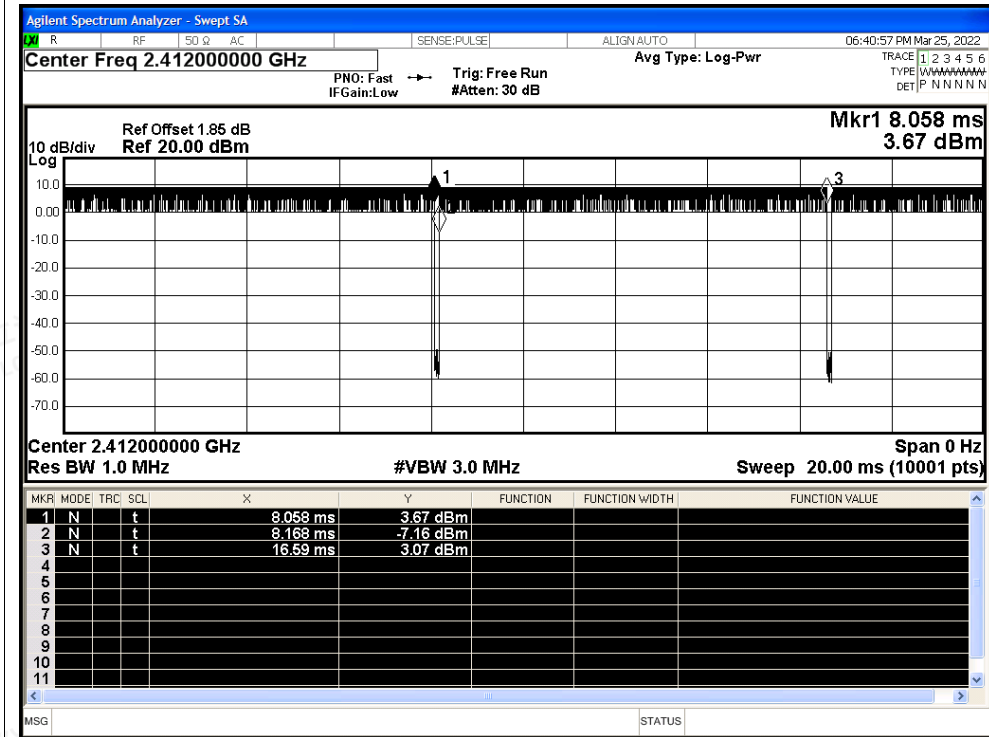 Agilent Spectrum Analyzer - Swept SA
LXI R RF 50 Ω AC SENSE:PULSE ALIGN AUTO 06:40:57 PM Mar 25, 2022
Center Freq 2.412000000 GHz Avg Type: Log-Pwr TRACE 1 2 3 4 5 6
PNO: Fast Trig: Free Run TYPE
IFGain:Low #Atten: 30 dB DET P N N N N N
Mkr1 8.058 ms
Ref Offset 1.85 dB
10 dB/div Ref 20.00 dBm 3.67 dBm
Log
1
3
10.0
0.00
-10.0
-20.0
-30.0
-40.0
-50.0
-60.0
-70.0
Center 2.412000000 GHz Span 0 Hz
Res BW 1.0 MHz #VBW 3.0 MHz Sweep 20.00 ms (10001 pts)
MKR MODE TRC SCL X Y FUNCTION FUNCTION WIDTH FUNCTION VALUE
1 N t 8.058 ms 3.67 dBm
2 N t 8.168 ms -7.16 dBm
3 N t 16.59 ms 3.07 dBm
4
5
6
7
8
9
10
11
MSG STATUS